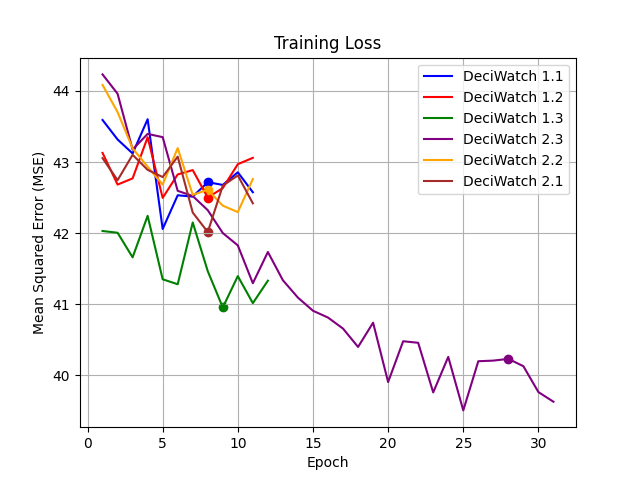 Training Loss
DeciWatch 1.1
DeciWatch 1.2
DeciWatch 1.3
DeciWatch 2.3
DeciWatch 2.2
DeciWatch 2.1
Mean Squared Error (MSE)
44
43
42
41
40
0 5 10 15 20 25 30
Epoch